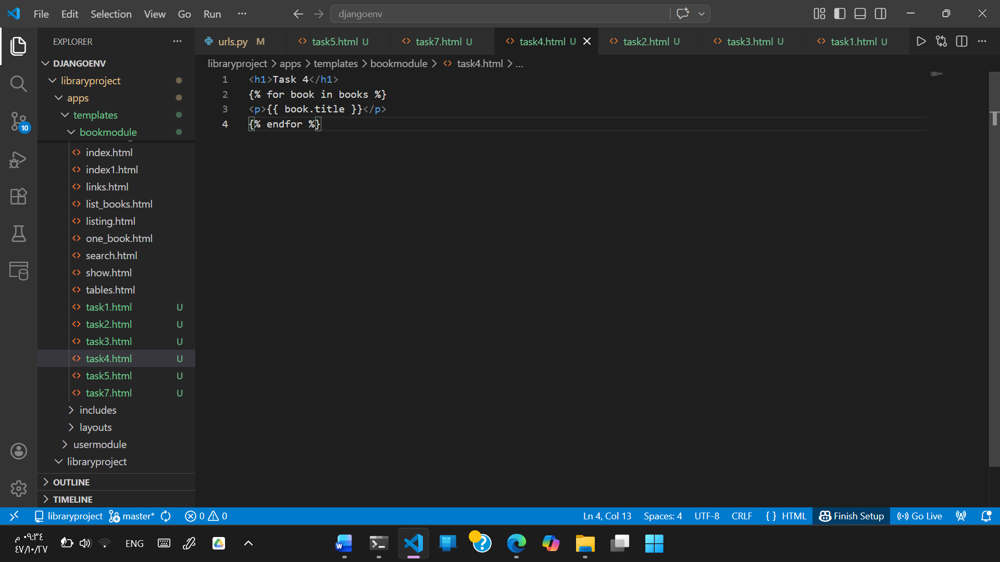 File Edit Selection View Go Run ···
djangoenv
EXPLORER
urls.py M
task5.html U
task7.html U
task4.html U
task2.html U
task3.html U
task1.html U
libraryproject > apps > templates > bookmodule > task4.html > ...
DJANGOENV
libraryproject
apps
templates
bookmodule
index.html
index1.html
links.html
list_books.html
listing.html
one_book.html
search.html
show.html
tables.html
task1.html U
task2.html U
task3.html U
task4.html U
task5.html U
task7.html U
includes
layouts
usermodule
libraryproject
OUTLINE
TIMELINE
10
1 <h1>Task 4</h1>
2 {% for book in books %}
3 <p>{{ book.title }}</p>
4 {% endfor %}
libraryproject master* 0 0 Ln 4, Col 13 Spaces: 4 UTF-8 CRLF { } HTML Finish Setup Go Live
٠٩:٣٤ م
٤٧/١٠/٢٧
ENG